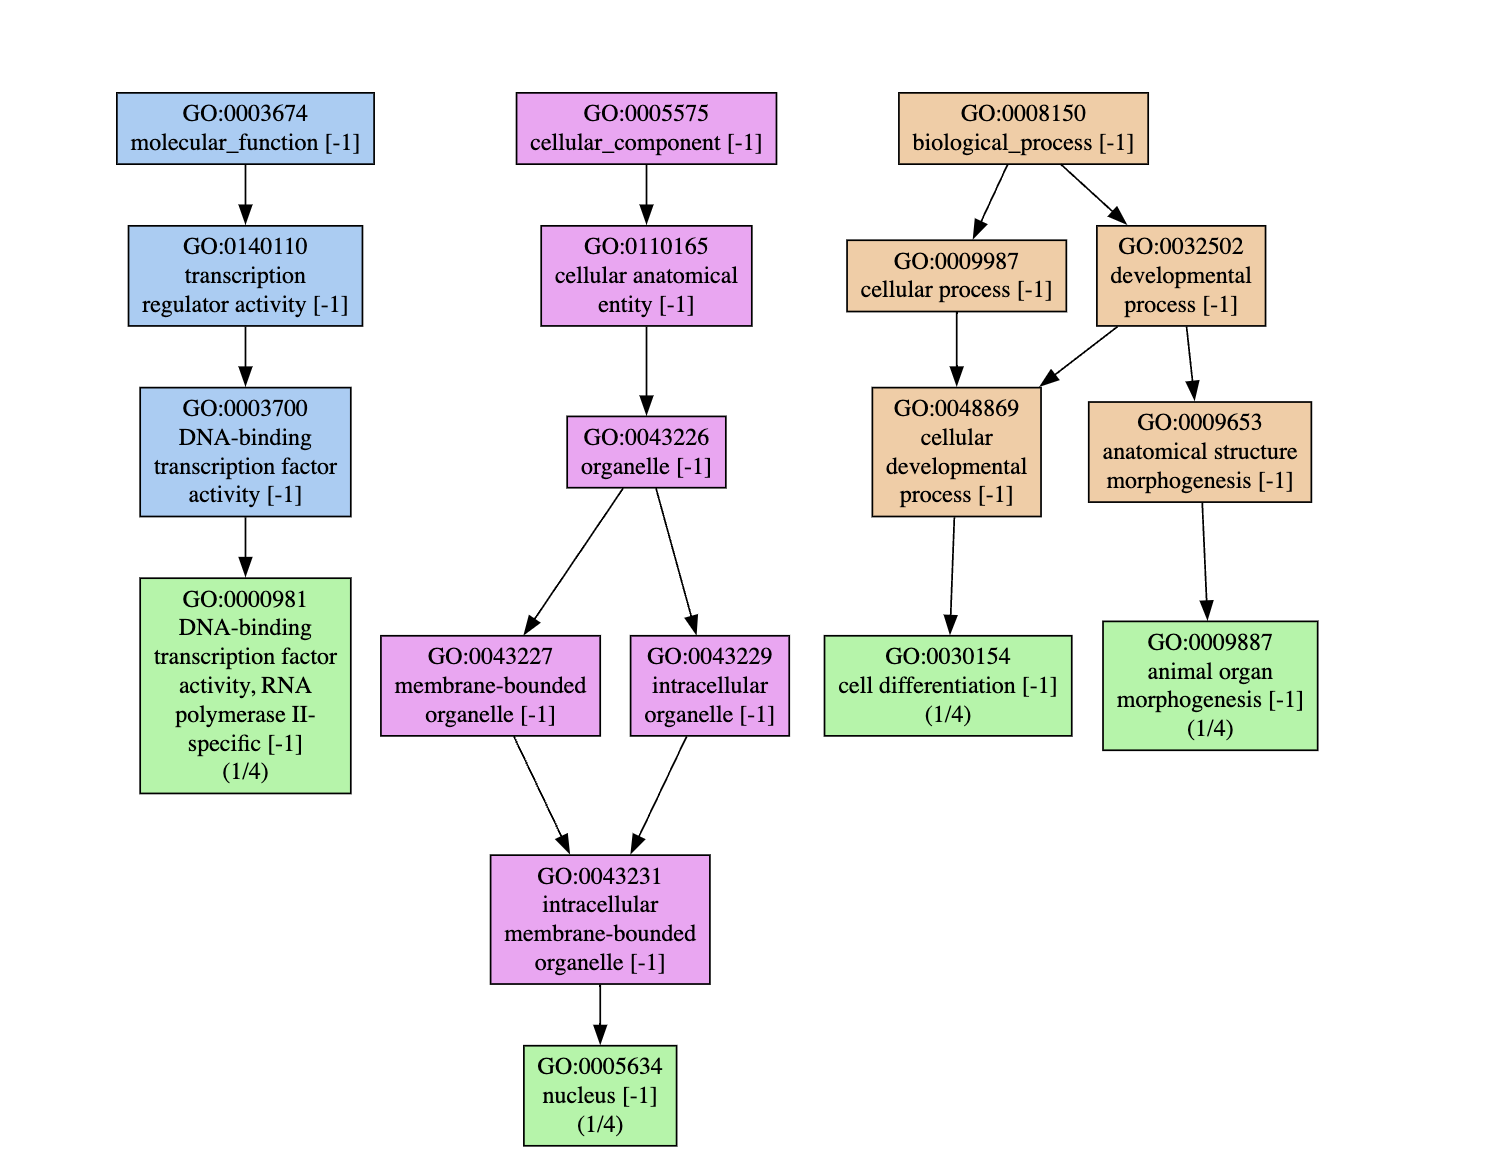 GO:0003674
molecular_function [-1]
GO:0005575
cellular_component [-1]
GO:0008150
biological_process [-1]
GO:0140110
transcription
regulator activity [-1]
GO:0110165
cellular anatomical
entity [-1]
GO:0009987
cellular process [-1]
GO:0032502
developmental
process [-1]
GO:0003700
DNA-binding
transcription factor
activity [-1]
GO:0043226
organelle [-1]
GO:0048869
cellular
developmental
process [-1]
GO:0009653
anatomical structure
morphogenesis [-1]
GO:0000981
DNA-binding
transcription factor
activity, RNA
polymerase II-
specific [-1]
(1/4)
GO:0043227
membrane-bounded
organelle [-1]
GO:0043229
intracellular
organelle [-1]
GO:0030154
cell differentiation [-1]
(1/4)
GO:0009887
animal organ
morphogenesis [-1]
(1/4)
GO:0043231
intracellular
membrane-bounded
organelle [-1]
GO:0005634
nucleus [-1]
(1/4)